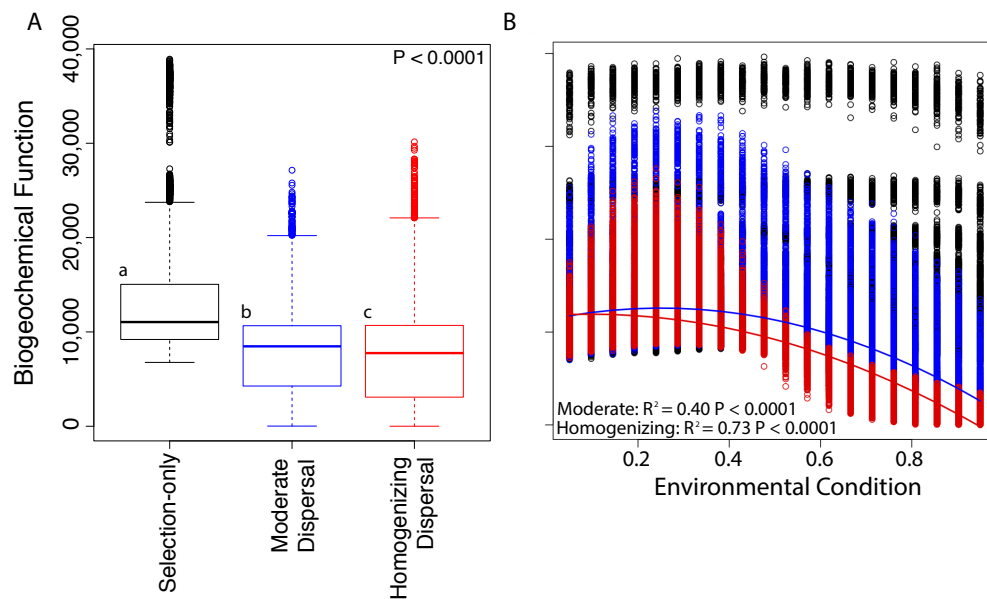 A
P < 0.0001
Biogeochemical Function
40,000
30,000
20,000
10,000
0
a
b
c
Selection-only
Moderate
Dispersal
Homogenizing
Dispersal
B
Moderate: R² = 0.40 P < 0.0001
Homogenizing: R² = 0.73 P < 0.0001
0.2
0.4
0.6
0.8
Environmental Condition